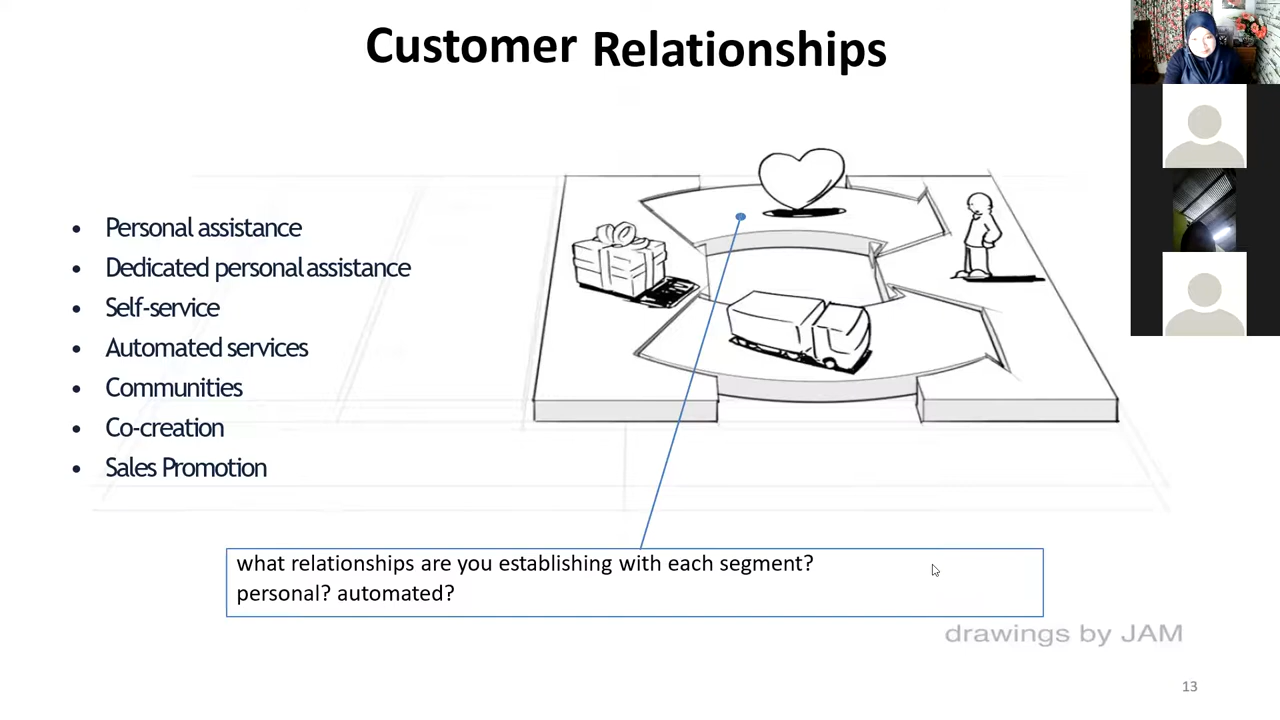 Customer Relationships
• Personal assistance
• Dedicated personal assistance
• Self-service
• Automated services
• Communities
• Co-creation
• Sales Promotion
what relationships are you establishing with each segment?
personal? automated?
drawings by JAM
13